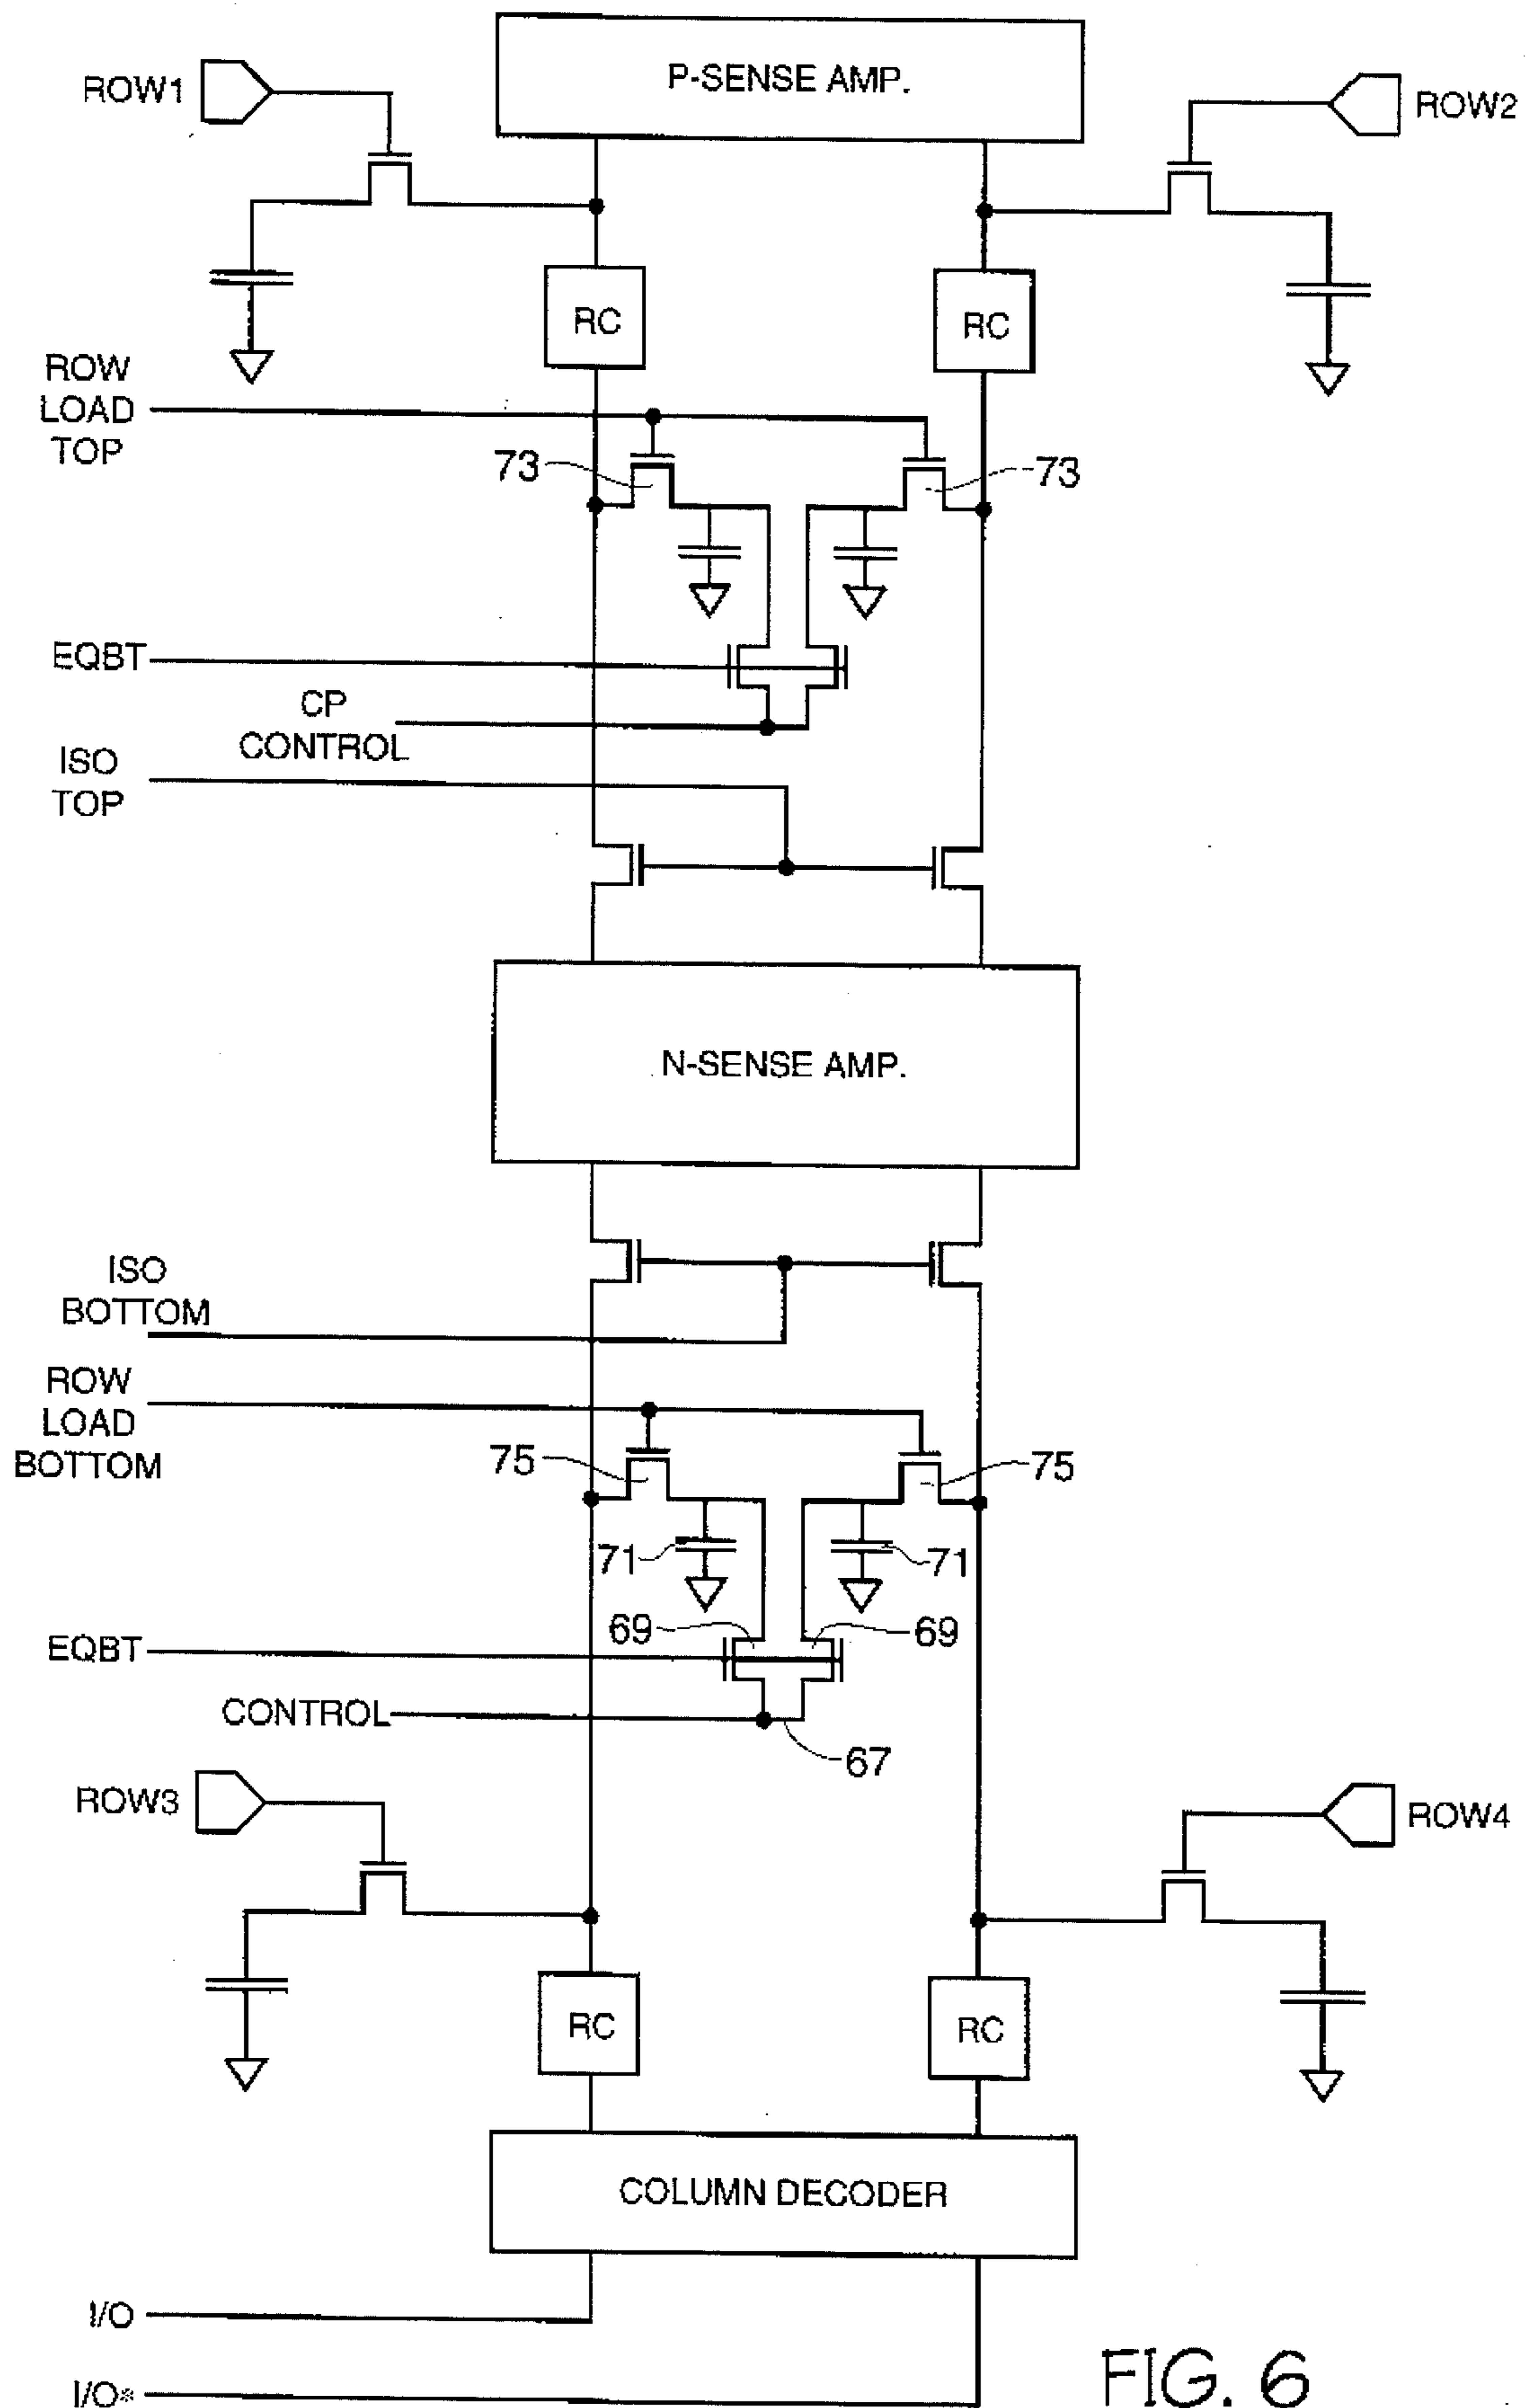 P-SENSE AMP.
ROW1
ROW2
RC
RC
ROW
LOAD
TOP
73
73
EQBT
CP
CONTROL
ISO
TOP
N-SENSE AMP.
ISO
BOTTOM
ROW
LOAD
BOTTOM
75
75
71
71
69
69
EQBT
CONTROL
67
ROW3
ROW4
RC
RC
COLUMN DECODER
I/O
I/O*
FIG. 6